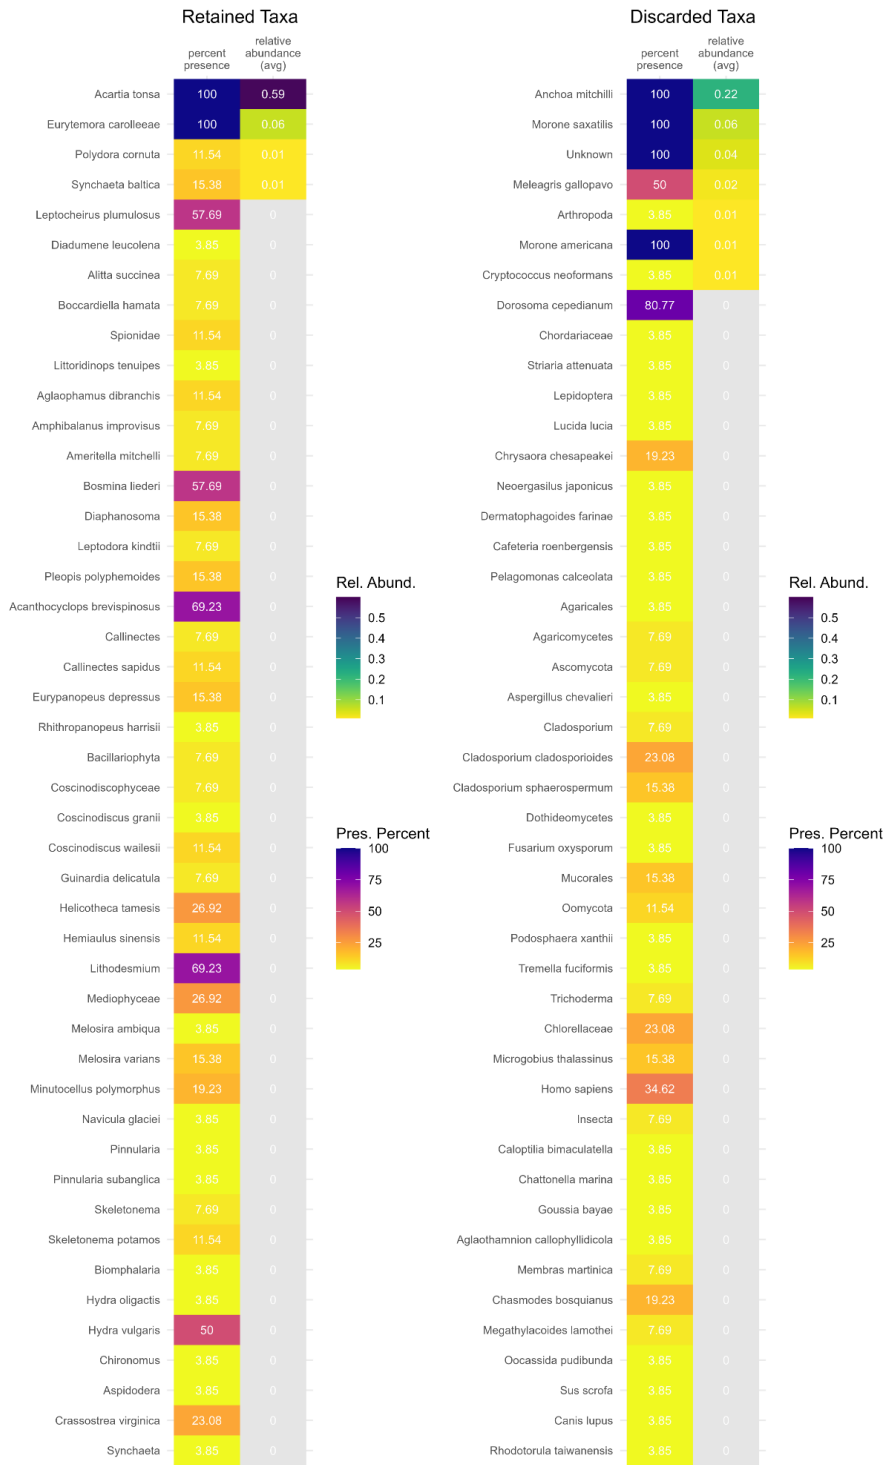 Retained Taxa
percent
presence
relative
abundance
(avg)
Acartia tonsa 100 0.59
Eurytemora carolleeae 100 0.06
Polydora cornuta 11.54 0.01
Synchaeta baltica 15.38 0.01
Leptocheirus plumulosus 57.69 0
Diadumene leucolena 3.85 0
Alitta succinea 7.69 0
Boccardiella hamata 7.69 0
Spionidae 11.54 0
Littoridinops tenuipes 3.85 0
Aglaophamus dibranchis 11.54 0
Amphibalanus improvisus 7.69 0
Ameritella mitchelli 7.69 0
Bosmina liederi 57.69 0
Diaphanosoma 15.38 0
Leptodora kindtii 7.69 0
Pleopis polyphemoides 15.38 0
Acanthocyclops brevispinosus 69.23 0
Callinectes 7.69 0
Callinectes sapidus 11.54 0
Eurypanopeus depressus 15.38 0
Rhithropanopeus harrisii 3.85 0
Bacillariophyta 7.69 0
Coscinodiscophyceae 7.69 0
Coscinodiscus granii 3.85 0
Coscinodiscus wailesii 11.54 0
Guinardia delicatula 7.69 0
Helicotheca tamesis 26.92 0
Hemiaulus sinensis 11.54 0
Lithodesmium 69.23 0
Mediophyceae 26.92 0
Melosira ambiqua 3.85 0
Melosira varians 15.38 0
Minutocellus polymorphus 19.23 0
Navicula glaciei 3.85 0
Pinnularia 3.85 0
Pinnularia subanglica 3.85 0
Skeletonema 7.69 0
Skeletonema potamos 11.54 0
Biomphalaria 3.85 0
Hydra oligactis 3.85 0
Hydra vulgaris 50 0
Chironomus 3.85 0
Aspidodera 3.85 0
Crassostrea virginica 23.08 0
Synchaeta 3.85 0
Rel. Abund.
0.5
0.4
0.3
0.2
0.1
Pres. Percent
100
75
50
25
Discarded Taxa
percent
presence
relative
abundance
(avg)
Anchoa mitchilli 100 0.22
Morone saxatilis 100 0.06
Unknown 100 0.04
Meleagris gallopavo 50 0.02
Arthropoda 3.85 0.01
Morone americana 100 0.01
Cryptococcus neoformans 3.85 0.01
Dorosoma cepedianum 80.77 0
Chordariaceae 3.85 0
Striaria attenuata 3.85 0
Lepidoptera 3.85 0
Lucida lucia 3.85 0
Chrysaora chesapeakei 19.23 0
Neoergasilus japonicus 3.85 0
Dermatophagoides farinae 3.85 0
Cafeteria roenbergensis 3.85 0
Pelagomonas calceolata 3.85 0
Agaricales 3.85 0
Agaricomycetes 7.69 0
Ascomycota 7.69 0
Aspergillus chevalieri 3.85 0
Cladosporium 7.69 0
Cladosporium cladosporioides 23.08 0
Cladosporium sphaerospermum 15.38 0
Dothideomycetes 3.85 0
Fusarium oxysporum 3.85 0
Mucorales 15.38 0
Oomycota 11.54 0
Podosphaera xanthii 3.85 0
Tremella fuciformis 3.85 0
Trichoderma 7.69 0
Chlorellaceae 23.08 0
Microgobius thalassinus 15.38 0
Homo sapiens 34.62 0
Insecta 7.69 0
Caloptilia bimaculatella 3.85 0
Chattonella marina 3.85 0
Goussia bayae 3.85 0
Aglaothamnion callophyllidicola 3.85 0
Membras martinica 7.69 0
Chasmodes bosquianus 19.23 0
Megathylacoides lamothei 7.69 0
Oocassida pudibunda 3.85 0
Sus scrofa 3.85 0
Canis lupus 3.85 0
Rhodotorula taiwanensis 3.85 0
Rel. Abund.
0.5
0.4
0.3
0.2
0.1
Pres. Percent
100
75
50
25